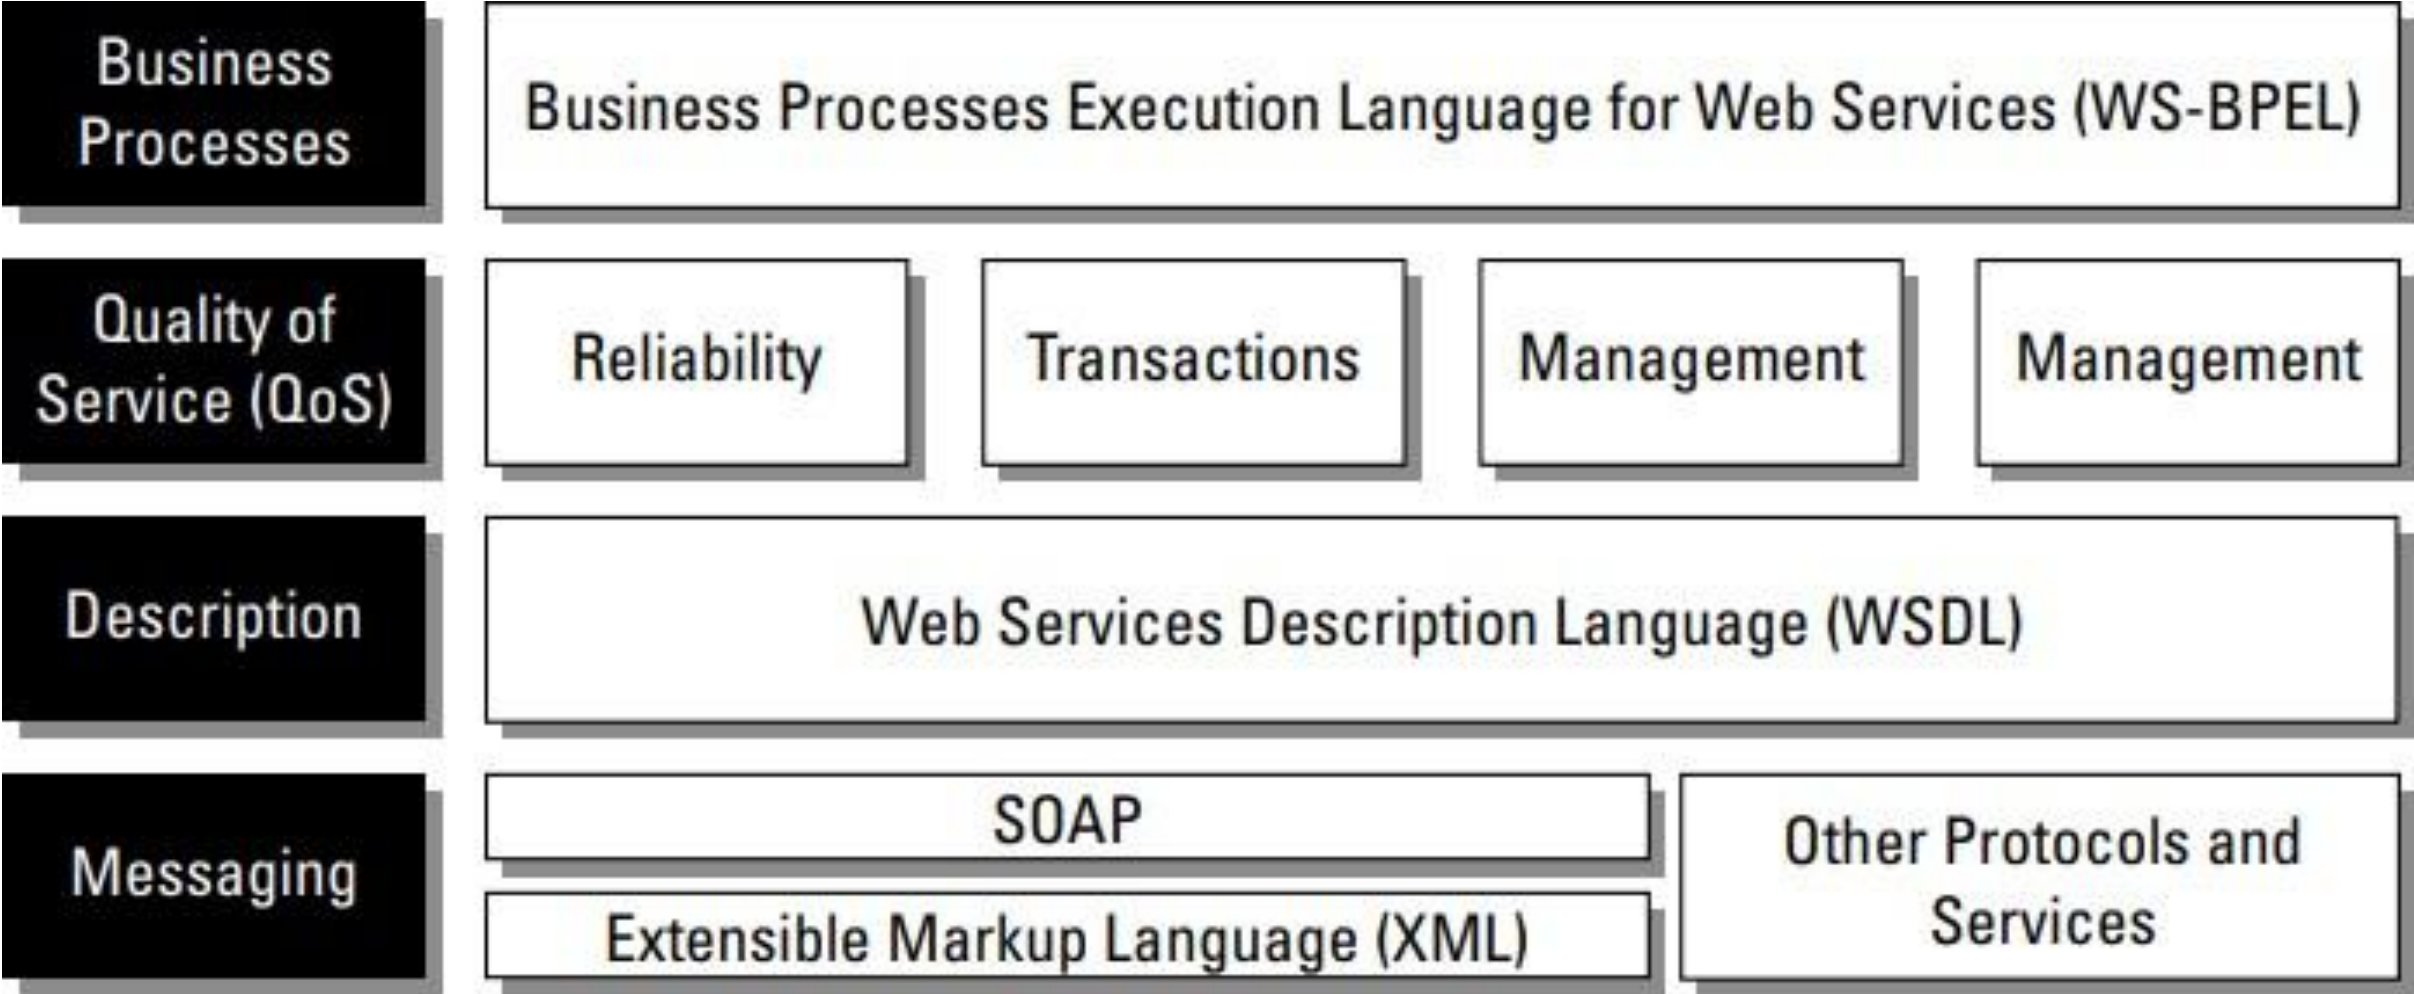 Business
Processes
Business Processes Execution Language for Web Services (WS-BPEL)
Quality of
Service (QoS)
Reliability
Transactions
Management
Management
Description
Web Services Description Language (WSDL)
Messaging
SOAP
Extensible Markup Language (XML)
Other Protocols and
Services